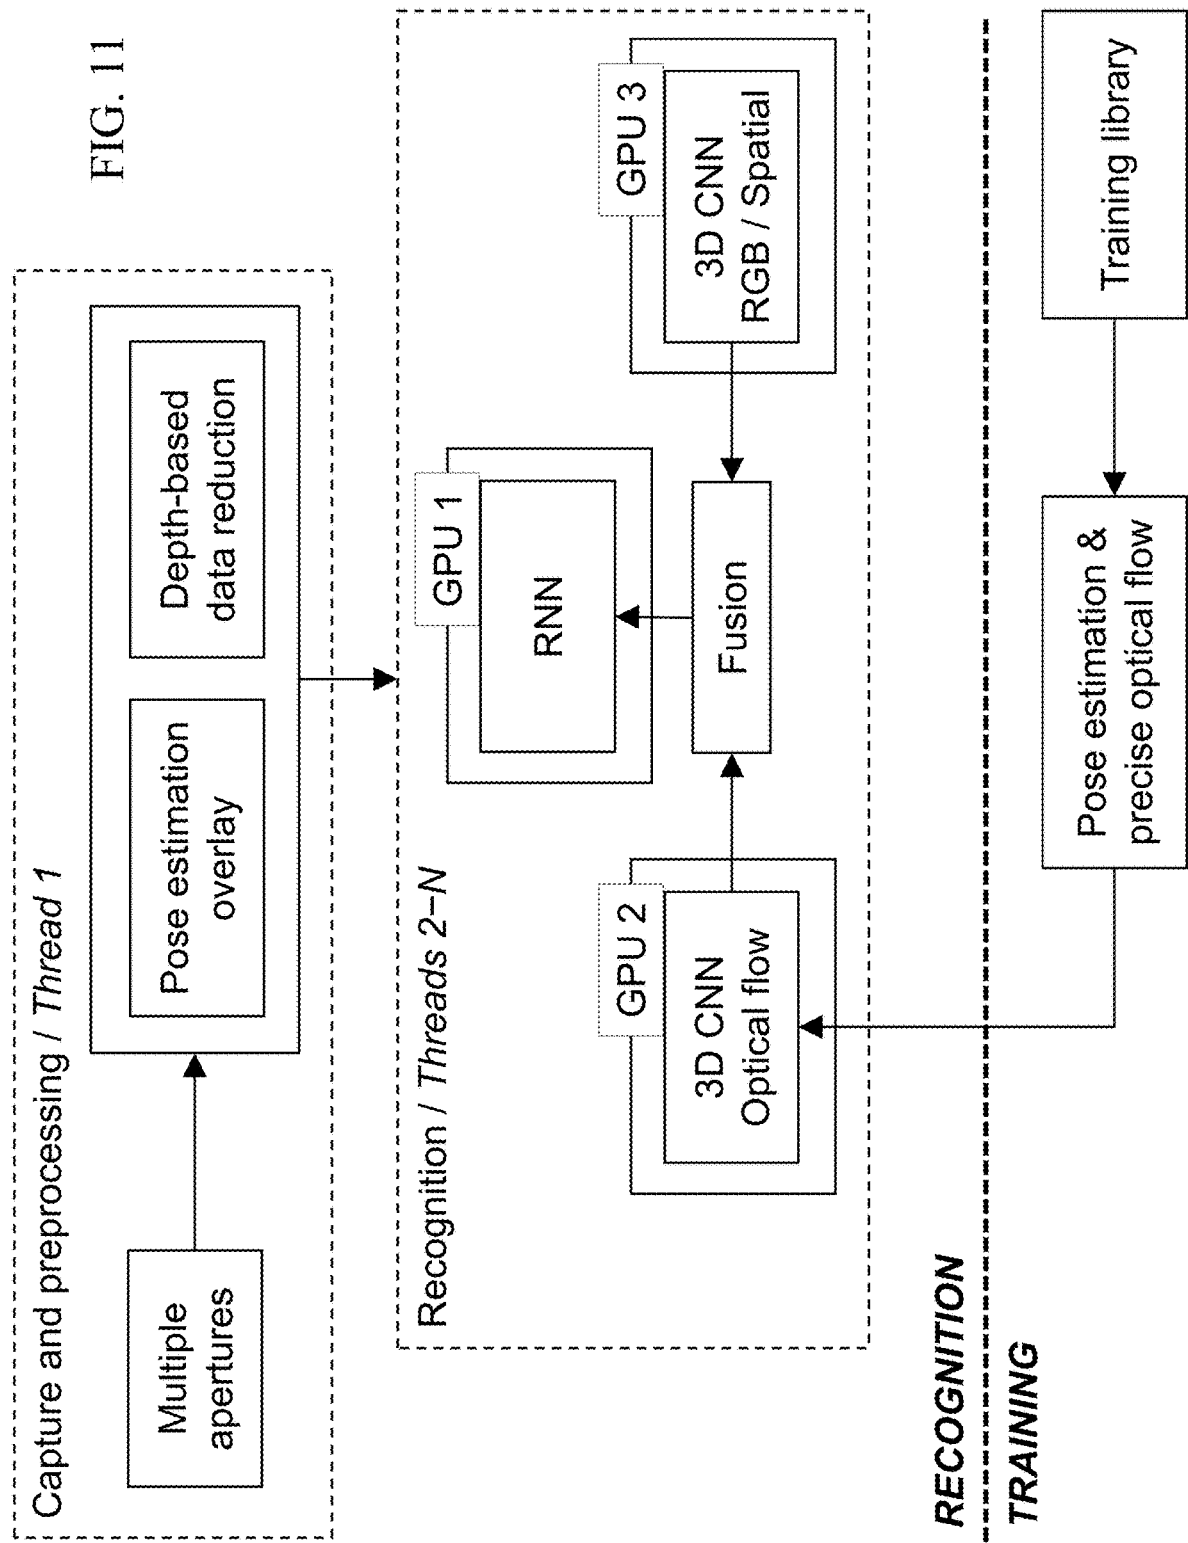 FIG. 11
Capture and preprocessing / Thread 1
Multiple
apertures
Pose estimation
overlay
Depth-based
data reduction
Recognition / Threads 2–N
GPU 1
RNN
GPU 2
3D CNN
Optical flow
Fusion
GPU 3
3D CNN
RGB / Spatial
RECOGNITION
TRAINING
Pose estimation &
precise optical flow
Training library